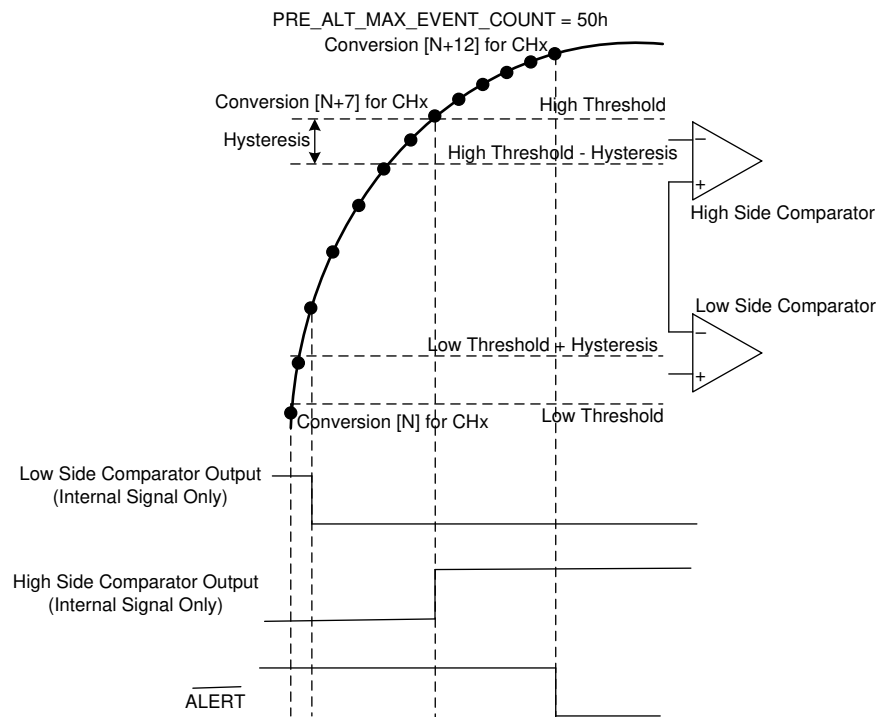 PRE_ALT_MAX_EVENT_COUNT = 50h
Conversion [N+12] for CHx
Conversion [N+7] for CHx
High Threshold
Hysteresis
High Threshold - Hysteresis
−
+
High Side Comparator
Low Side Comparator
−
Low Threshold + Hysteresis
+
Low Threshold
Conversion [N] for CHx
Low Side Comparator Output
(Internal Signal Only)
High Side Comparator Output
(Internal Signal Only)
ALERT